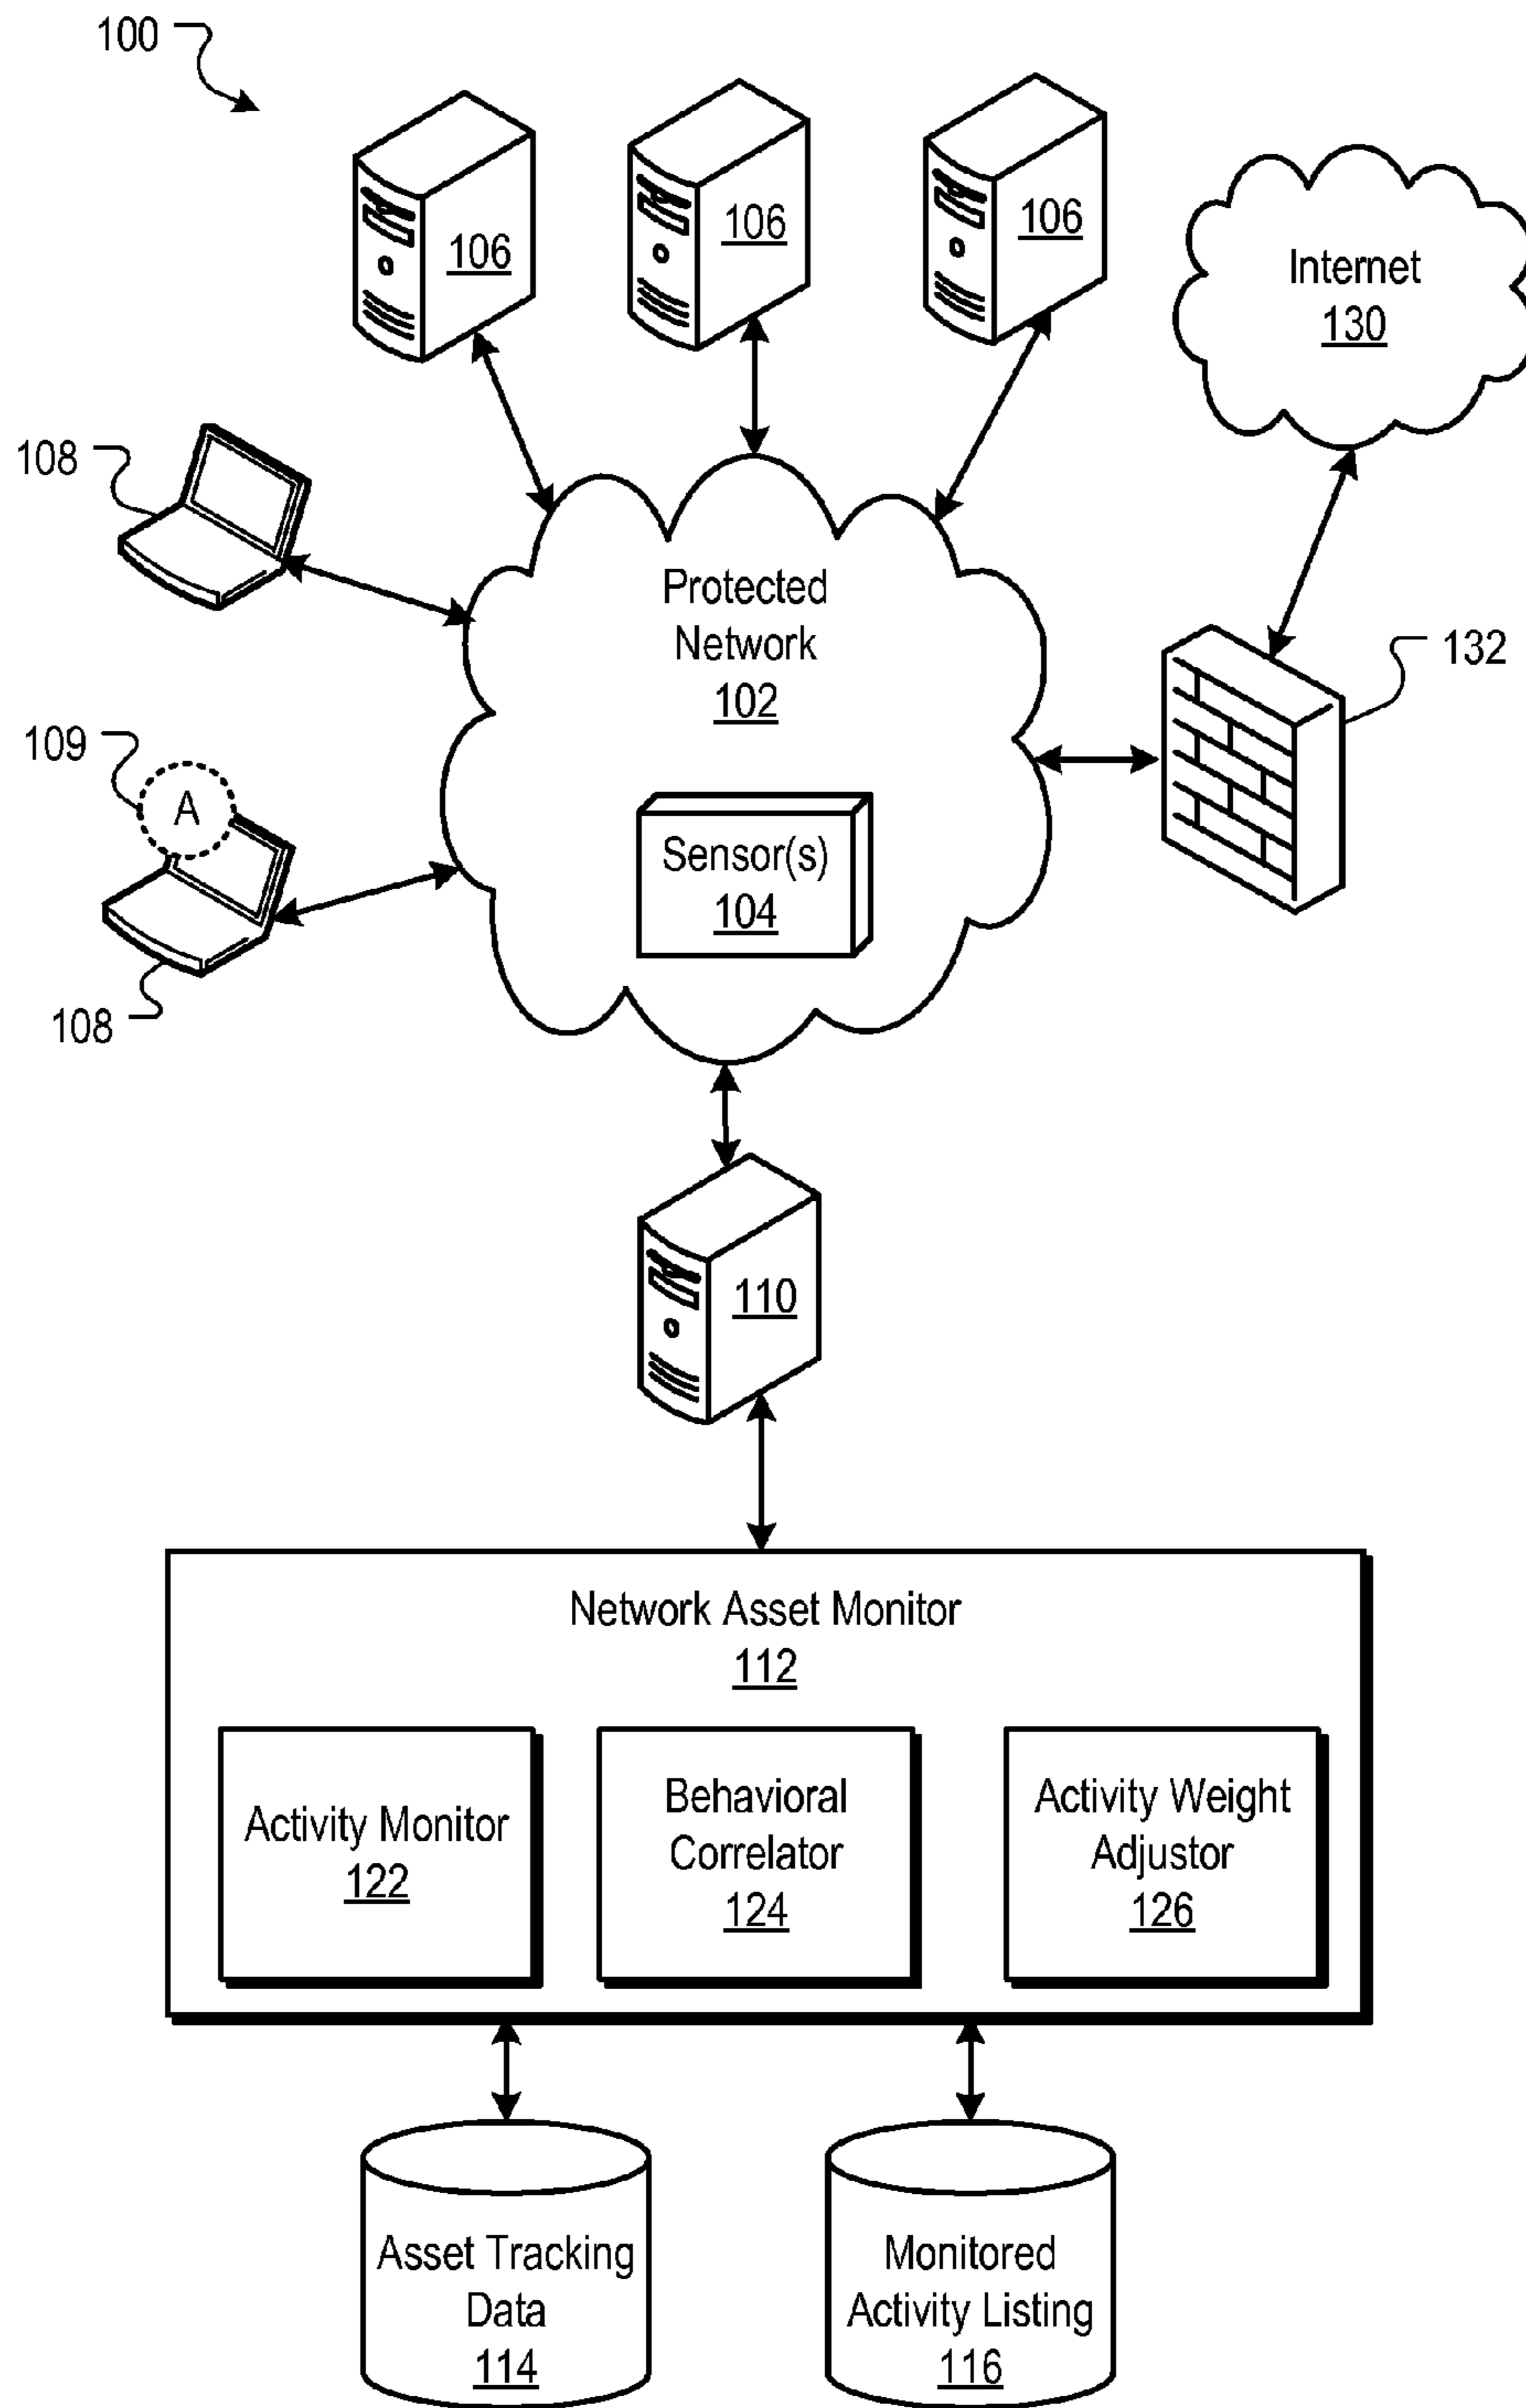 100
106
106
106
Internet
130
108
Protected
Network
102
132
109
A
Sensor(s)
104
108
110
Network Asset Monitor
112
Activity Monitor
122
Behavioral
Correlator
124
Activity Weight
Adjustor
126
Asset Tracking
Data
114
Monitored
Activity Listing
116